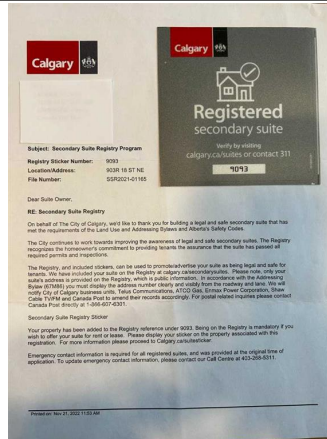 Calgary
Calgary
Registered
secondary suite
Verify by visiting
calgary.ca/suites or contact 311
9093
Subject: Secondary Suite Registry Program
Registry Sticker Number: 9093
Location/Address: 903R 18 ST NE
File Number: SSR2021-01165
Dear Suite Owner,
RE: Secondary Suite Registry
On behalf of The City of Calgary, we'd like to thank you for building a legal and safe secondary suite that has
met the requirements of the Land Use and Addressing Bylaws and Alberta's Safety Codes.
The City continues to work towards improving the awareness of legal and safe secondary suites. The Registry
recognizes the homeowner's commitment to providing tenants the assurance that the suite has passed all
required permits and inspections.
The Registry, and included stickers, can be used to promote/advertise your suite as being legal and safe for
tenants. We have included your suite on the Registry at calgary.ca/secondarysuites. Please note, only your
suite's address is provided on the Registry, which is public information. In accordance with the Addressing
Bylaw (67M86) you must display the address number clearly and visibly from the roadway and lane. We will
notify City of Calgary business units, Telus Communications, ATCO Gas, Enmax Power Corporation, Shaw
Cable TV/FM and Canada Post to amend their records accordingly. For postal related inquiries please contact
Canada Post directly at 1-866-607-6301.
Secondary Suite Registry Sticker
Your property has been added to the Registry reference under 9093. Being on the Registry is mandatory if you
wish to offer your suite for rent or lease. Please display your sticker on the property associated with this
registration. For more information please proceed to Calgary.ca/suitesticker.
Emergency contact information is required for all registered suites, and was provided at the original time of
application. To update emergency contact information, please contact our Call Centre at 403-268-5311.
Printed on: Nov 21, 2022 11:53 AM